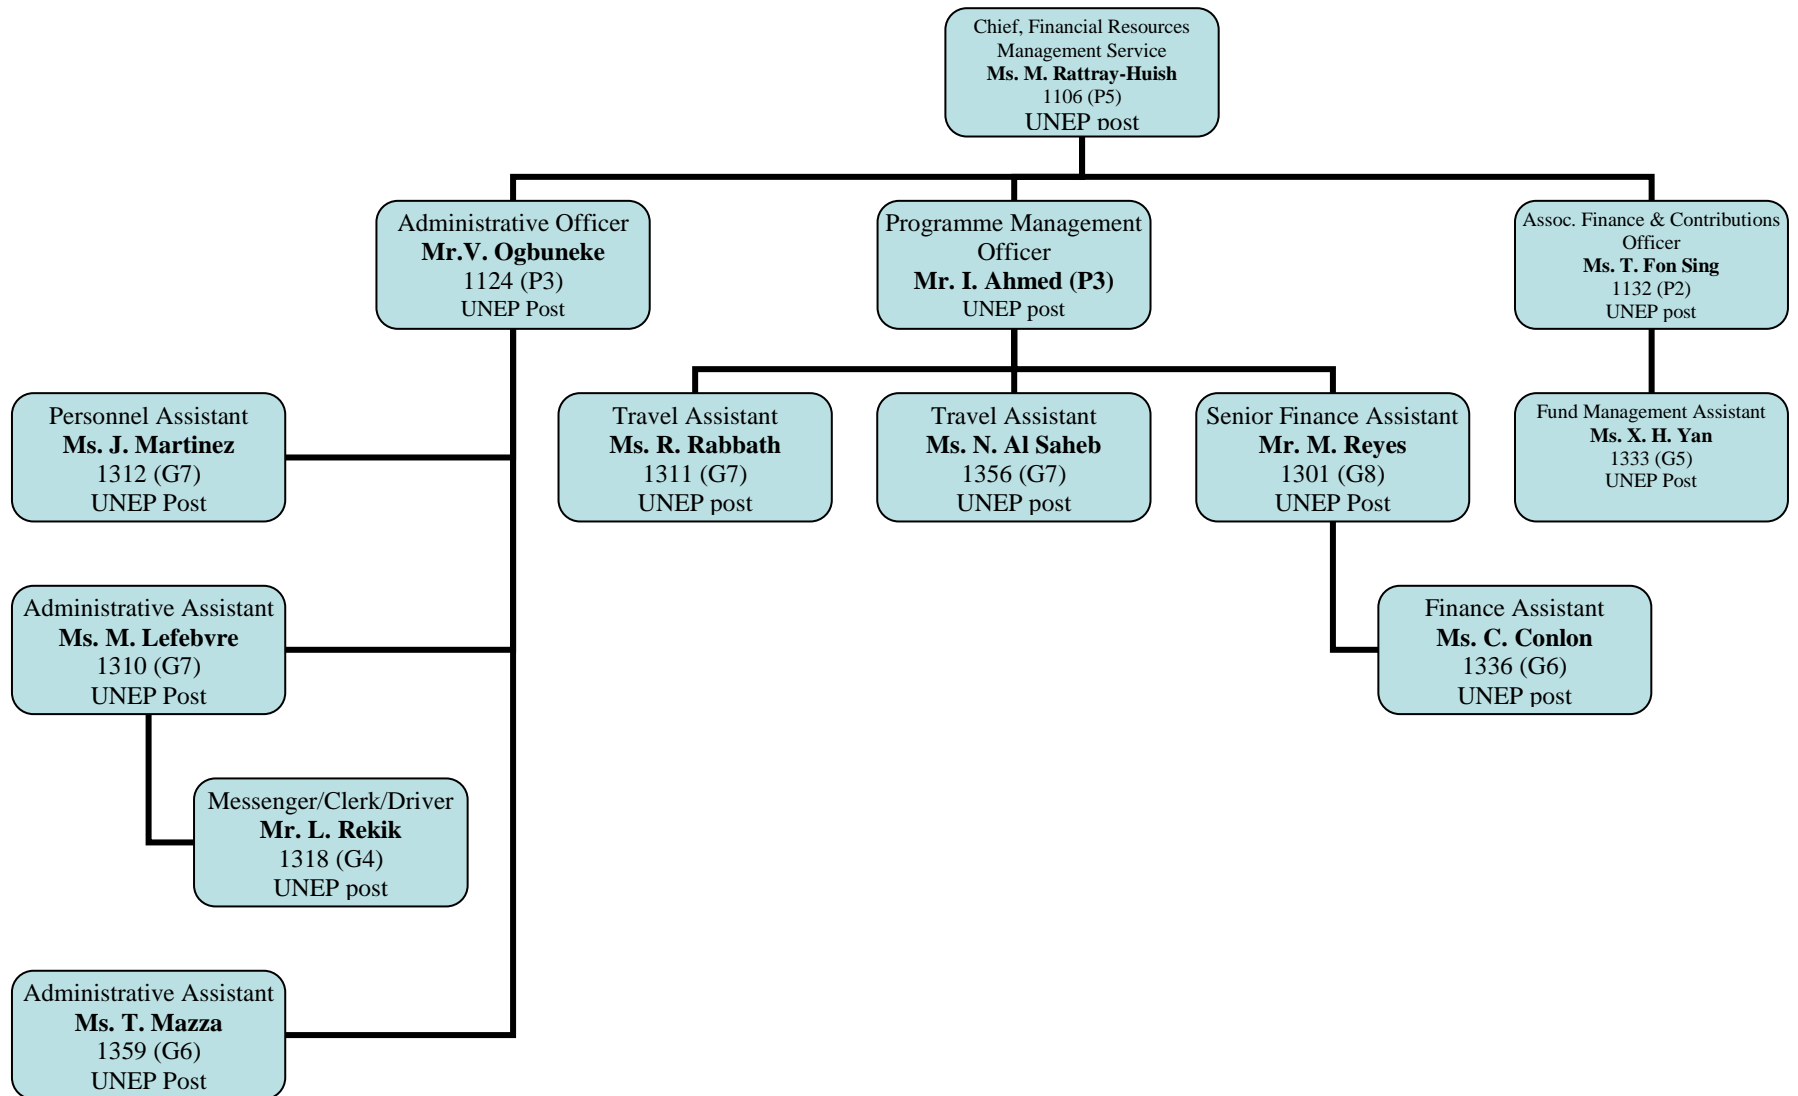 Chief, Financial Resources
Management Service
Ms. M. Rattray-Huish
1106 (P5)
UNEP post
Administrative Officer
Mr.V. Ogbuneke
1124 (P3)
UNEP Post
Programme Management
Officer
Mr. I. Ahmed (P3)
UNEP post
Assoc. Finance & Contributions
Officer
Ms. T. Fon Sing
1132 (P2)
UNEP post
Personnel Assistant
Ms. J. Martinez
1312 (G7)
UNEP Post
Travel Assistant
Ms. R. Rabbath
1311 (G7)
UNEP post
Travel Assistant
Ms. N. Al Saheb
1356 (G7)
UNEP post
Senior Finance Assistant
Mr. M. Reyes
1301 (G8)
UNEP Post
Fund Management Assistant
Ms. X. H. Yan
1333 (G5)
UNEP Post
Administrative Assistant
Ms. M. Lefebvre
1310 (G7)
UNEP Post
Finance Assistant
Ms. C. Conlon
1336 (G6)
UNEP post
Messenger/Clerk/Driver
Mr. L. Rekik
1318 (G4)
UNEP post
Administrative Assistant
Ms. T. Mazza
1359 (G6)
UNEP Post